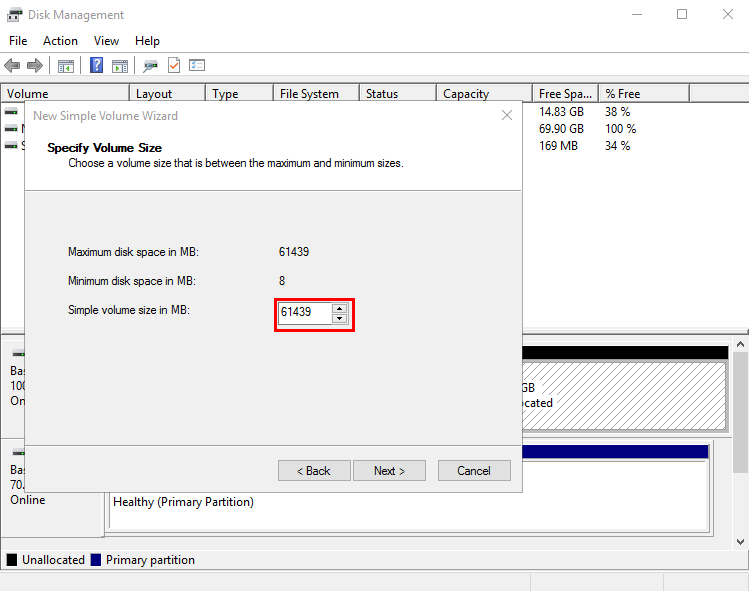 Disk Management
File Action View Help
Volume Layout Type File System Status Capacity Free Spa... % Free
14.83 GB 38 %
69.90 GB 100 %
169 MB 34 %
New Simple Volume Wizard
Specify Volume Size
Choose a volume size that is between the maximum and minimum sizes.
Maximum disk space in MB: 61439
Minimum disk space in MB: 8
Simple volume size in MB: 61439
< Back Next > Cancel
Bas
100
On
GB
ocated
Bas
70.
Online
Healthy (Primary Partition)
Unallocated Primary partition